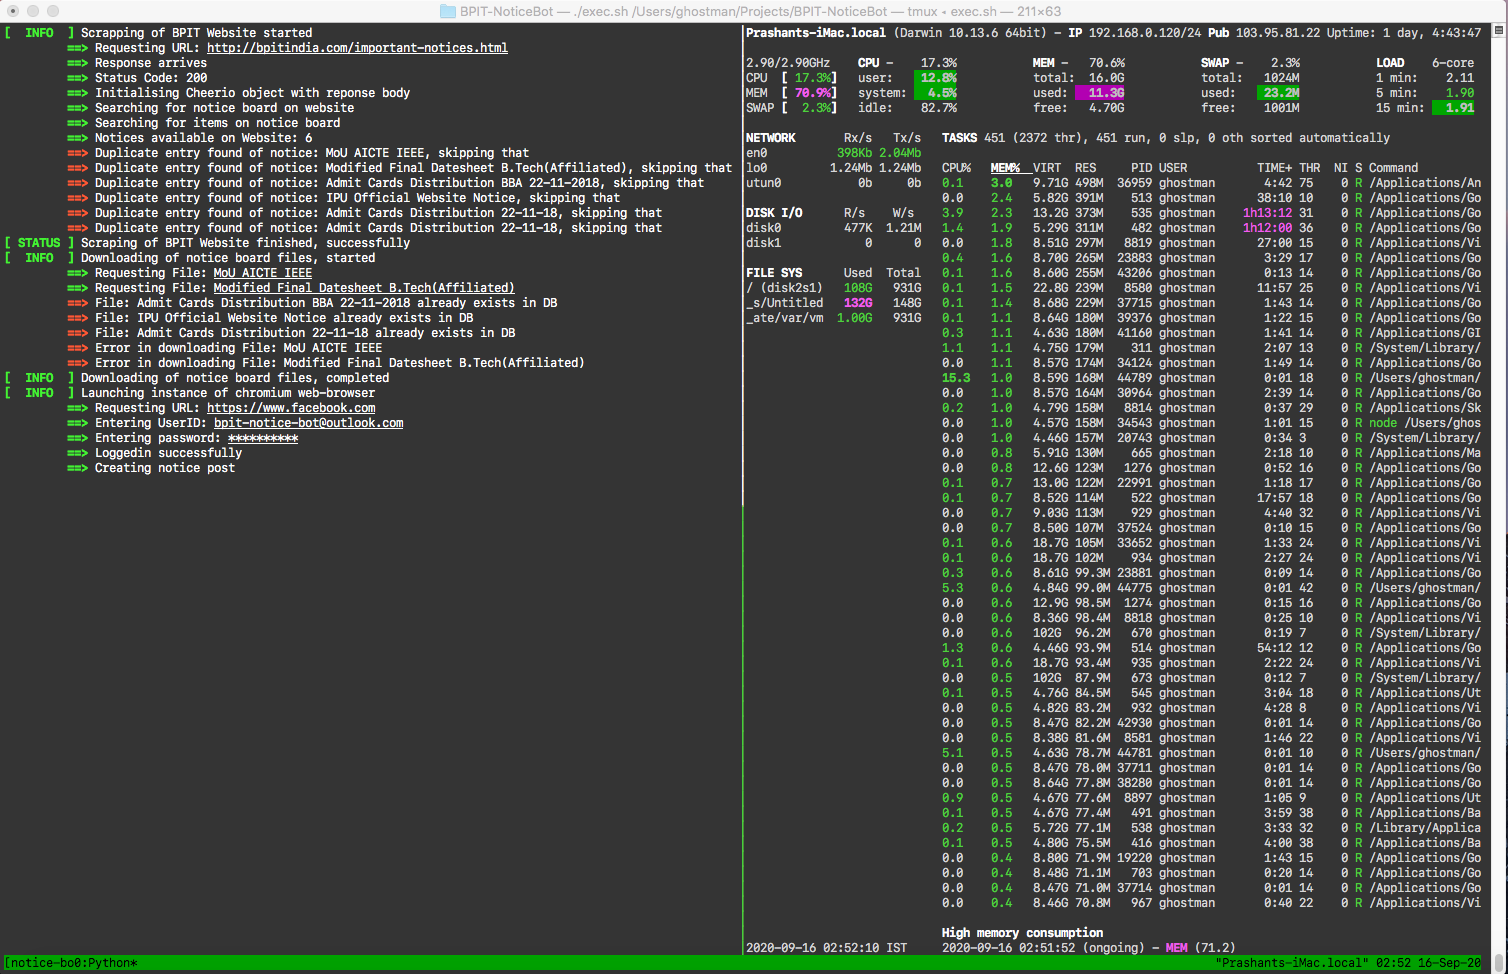 BPIT-NoticeBot — ./exec.sh /Users/ghostman/Projects/BPIT-NoticeBot — tmux • exec.sh — 211×63
[  INFO  ] Scrapping of BPIT Website started
==> Requesting URL: http://bpitindia.com/important-notices.html
==> Response arrives
==> Status Code: 200
==> Initialising Cheerio object with reponse body
==> Searching for notice board on website
==> Searching for items on notice board
==> Notices available on Website: 6
==> Duplicate entry found of notice: MoU AICTE IEEE, skipping that
==> Duplicate entry found of notice: Modified Final Datesheet B.Tech(Affiliated), skipping that
==> Duplicate entry found of notice: Admit Cards Distribution BBA 22-11-2018, skipping that
==> Duplicate entry found of notice: IPU Official Website Notice, skipping that
==> Duplicate entry found of notice: Admit Cards Distribution 22-11-18, skipping that
==> Duplicate entry found of notice: Admit Cards Distribution 22-11-18, skipping that
[ STATUS ] Scraping of BPIT Website finished, successfully
[  INFO  ] Downloading of notice board files, started
==> Requesting File: MoU AICTE IEEE
==> Requesting File: Modified Final Datesheet B.Tech(Affiliated)
==> File: Admit Cards Distribution BBA 22-11-2018 already exists in DB
==> File: IPU Official Website Notice already exists in DB
==> File: Admit Cards Distribution 22-11-18 already exists in DB
==> Error in downloading File: MoU AICTE IEEE
==> Error in downloading File: Modified Final Datesheet B.Tech(Affiliated)
[  INFO  ] Downloading of notice board files, completed
[  INFO  ] Launching instance of chromium web-browser
==> Requesting URL: https://www.facebook.com
==> Entering UserID: bpit-notice-bot@outlook.com
==> Entering password: **********
==> Loggedin successfully
==> Creating notice post
Prashants-iMac.local (Darwin 10.13.6 64bit) - IP 192.168.0.120/24 Pub 103.95.81.22 Uptime: 1 day, 4:43:47
2.90/2.90GHz CPU - 17.3% MEM - 70.6% SWAP - 2.3% LOAD 6-core
CPU [ 17.3%] user: 12.8% total: 16.0G total: 1024M 1 min: 2.11
MEM [ 70.9%] system: 4.5% used: 11.3G used: 23.2M 5 min: 1.90
SWAP [ 2.3%] idle: 82.7% free: 4.70G free: 1001M 15 min: 1.91
NETWORK Rx/s Tx/s
en0 398Kb 2.04Mb
lo0 1.24Mb 1.24Mb
utun0 0b 0b
DISK I/O R/s W/s
disk0 477K 1.21M
disk1 0 0
FILE SYS Used Total
/ (disk2s1) 108G 931G
_s/Untitled 132G 148G
_ate/var/vm 1.00G 931G
TASKS 451 (2372 thr), 451 run, 0 slp, 0 oth sorted automatically
CPU% MEM% VIRT RES PID USER TIME+ THR NI S Command
0.1 3.0 9.71G 498M 36959 ghostman 4:42 75 0 R /Applications/An
0.0 2.4 5.82G 391M 513 ghostman 38:10 10 0 R /Applications/Go
3.9 2.3 13.2G 373M 535 ghostman 1h13:12 31 0 R /Applications/Go
1.4 1.9 5.29G 311M 482 ghostman 1h12:00 36 0 R /Applications/Go
0.0 1.8 8.51G 297M 8819 ghostman 27:00 15 0 R /Applications/Vi
0.4 1.6 8.70G 265M 23883 ghostman 3:29 17 0 R /Applications/Go
0.1 1.6 8.60G 255M 43206 ghostman 0:13 14 0 R /Applications/Go
0.1 1.5 22.8G 239M 8580 ghostman 11:57 25 0 R /Applications/Vi
0.1 1.4 8.68G 229M 37715 ghostman 1:43 14 0 R /Applications/Go
0.1 1.1 8.64G 180M 39376 ghostman 1:22 15 0 R /Applications/Go
0.3 1.1 4.63G 180M 41160 ghostman 1:41 14 0 R /Applications/GI
1.1 1.1 4.75G 179M 311 ghostman 2:07 13 0 R /System/Library/
0.0 1.1 8.57G 174M 34124 ghostman 1:49 14 0 R /Applications/Go
15.3 1.0 8.59G 168M 44789 ghostman 0:01 18 0 R /Users/ghostman/
0.0 1.0 8.57G 164M 30964 ghostman 2:39 14 0 R /Applications/Go
0.2 1.0 4.79G 158M 8814 ghostman 0:37 29 0 R /Applications/Sk
0.0 1.0 4.57G 158M 34543 ghostman 1:01 15 0 R node /Users/ghos
0.0 1.0 4.46G 157M 20743 ghostman 0:34 3 0 R /System/Library/
0.0 0.8 5.91G 130M 665 ghostman 2:18 10 0 R /Applications/Ma
0.0 0.8 12.6G 123M 1276 ghostman 0:52 16 0 R /Applications/Go
0.1 0.7 13.0G 122M 22991 ghostman 1:18 17 0 R /Applications/Go
0.1 0.7 8.52G 114M 522 ghostman 17:57 18 0 R /Applications/Go
0.0 0.7 9.03G 113M 929 ghostman 4:40 32 0 R /Applications/Vi
0.0 0.7 8.50G 107M 37524 ghostman 0:10 15 0 R /Applications/Go
0.1 0.6 18.7G 105M 33652 ghostman 1:33 24 0 R /Applications/Vi
0.1 0.6 18.7G 102M 934 ghostman 2:27 24 0 R /Applications/Vi
0.3 0.6 8.61G 99.3M 23881 ghostman 0:09 14 0 R /Applications/Go
5.3 0.6 4.84G 99.0M 44775 ghostman 0:01 42 0 R /Users/ghostman/
0.0 0.6 12.9G 98.5M 1274 ghostman 0:15 16 0 R /Applications/Go
0.0 0.6 8.36G 98.4M 8818 ghostman 0:25 10 0 R /Applications/Vi
0.0 0.6 102G 96.2M 670 ghostman 0:19 7 0 R /System/Library/
1.3 0.6 4.46G 93.9M 514 ghostman 54:12 12 0 R /Applications/Go
0.1 0.6 18.7G 93.4M 935 ghostman 2:22 24 0 R /Applications/Vi
0.0 0.5 102G 87.9M 673 ghostman 0:12 7 0 R /System/Library/
0.1 0.5 4.76G 84.5M 545 ghostman 3:04 18 0 R /Applications/Ut
0.0 0.5 4.82G 83.2M 932 ghostman 4:28 8 0 R /Applications/Vi
0.0 0.5 8.47G 82.2M 42930 ghostman 0:01 14 0 R /Applications/Go
0.0 0.5 8.38G 81.6M 8581 ghostman 1:46 22 0 R /Applications/Vi
5.1 0.5 4.63G 78.7M 44781 ghostman 0:01 10 0 R /Users/ghostman/
0.0 0.5 8.47G 78.0M 37711 ghostman 0:01 14 0 R /Applications/Go
0.0 0.5 8.64G 77.8M 38280 ghostman 0:01 14 0 R /Applications/Go
0.9 0.5 4.67G 77.6M 8897 ghostman 1:05 9 0 R /Applications/Ut
0.1 0.5 4.67G 77.4M 491 ghostman 3:59 38 0 R /Applications/Ba
0.2 0.5 5.72G 77.1M 538 ghostman 3:33 32 0 R /Library/Applica
0.1 0.5 4.80G 75.5M 416 ghostman 4:00 38 0 R /Applications/Ba
0.0 0.4 8.80G 71.9M 19220 ghostman 1:43 15 0 R /Applications/Go
0.0 0.4 8.48G 71.1M 703 ghostman 0:20 14 0 R /Applications/Go
0.0 0.4 8.47G 71.0M 37714 ghostman 0:01 14 0 R /Applications/Go
0.0 0.4 8.46G 70.8M 967 ghostman 0:40 22 0 R /Applications/Vi
High memory consumption
2020-09-16 02:52:10 IST 2020-09-16 02:51:52 (ongoing) - MEM (71.2)
[notice-bo0:Python* "Prashants-iMac.local" 02:52 16-Sep-20